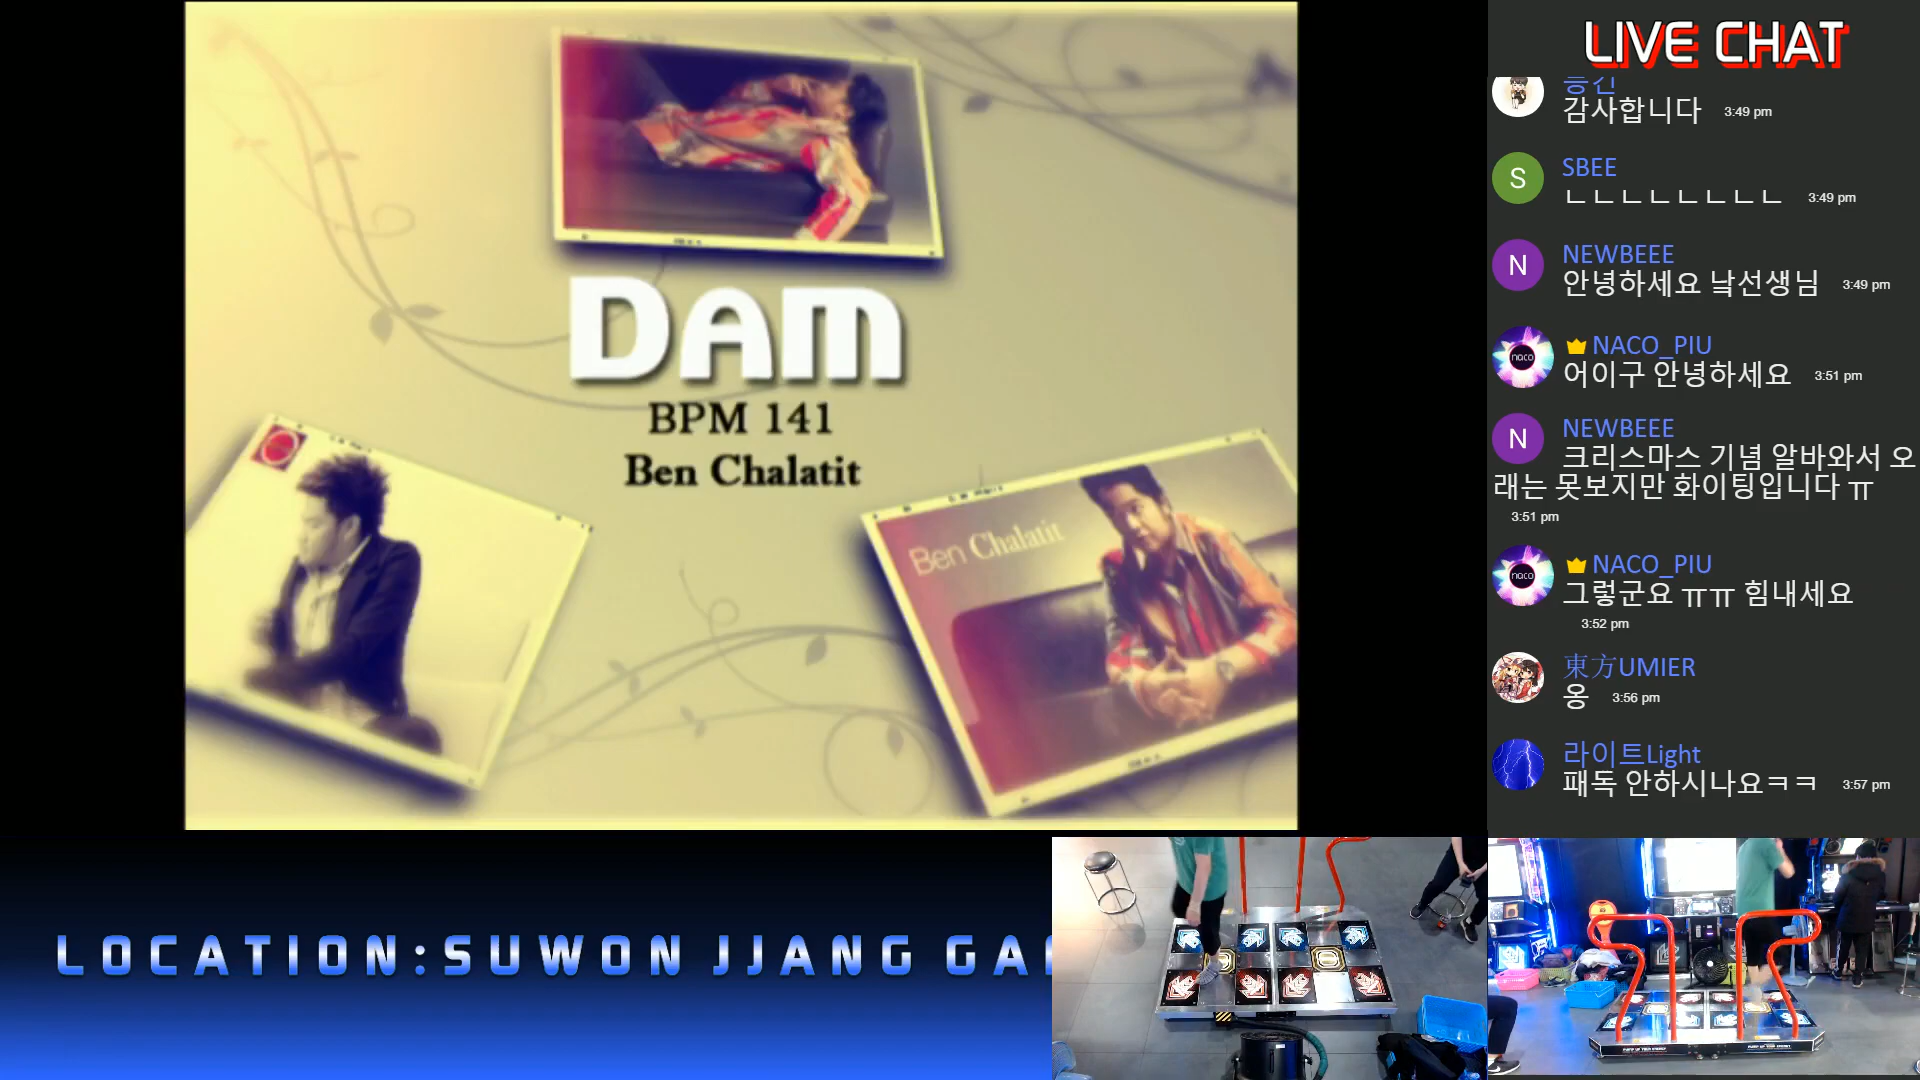 DAM
BPM 141
Ben Chalatit
Ben Chalatit
LIVE CHAT
감사합니다 3:49 pm
S
SBEE
ㄴㄴㄴㄴㄴㄴㄴㄴ 3:49 pm
N
NEWBEEE
안녕하세요 낯선생님 3:49 pm
naco
NACO_PIU
어이구 안녕하세요 3:51 pm
N
NEWBEEE
크리스마스 기념 알바와서 오
래는 못보지만 화이팅입니다 ㅠ
3:51 pm
naco
NACO_PIU
그렇군요 ㅠㅠ 힘내세요
3:52 pm
東方UMIER
옹 3:56 pm
라이트Light
패독 안하시나요ㅋㅋ 3:57 pm
LOCATION:SUWON JJANG GA